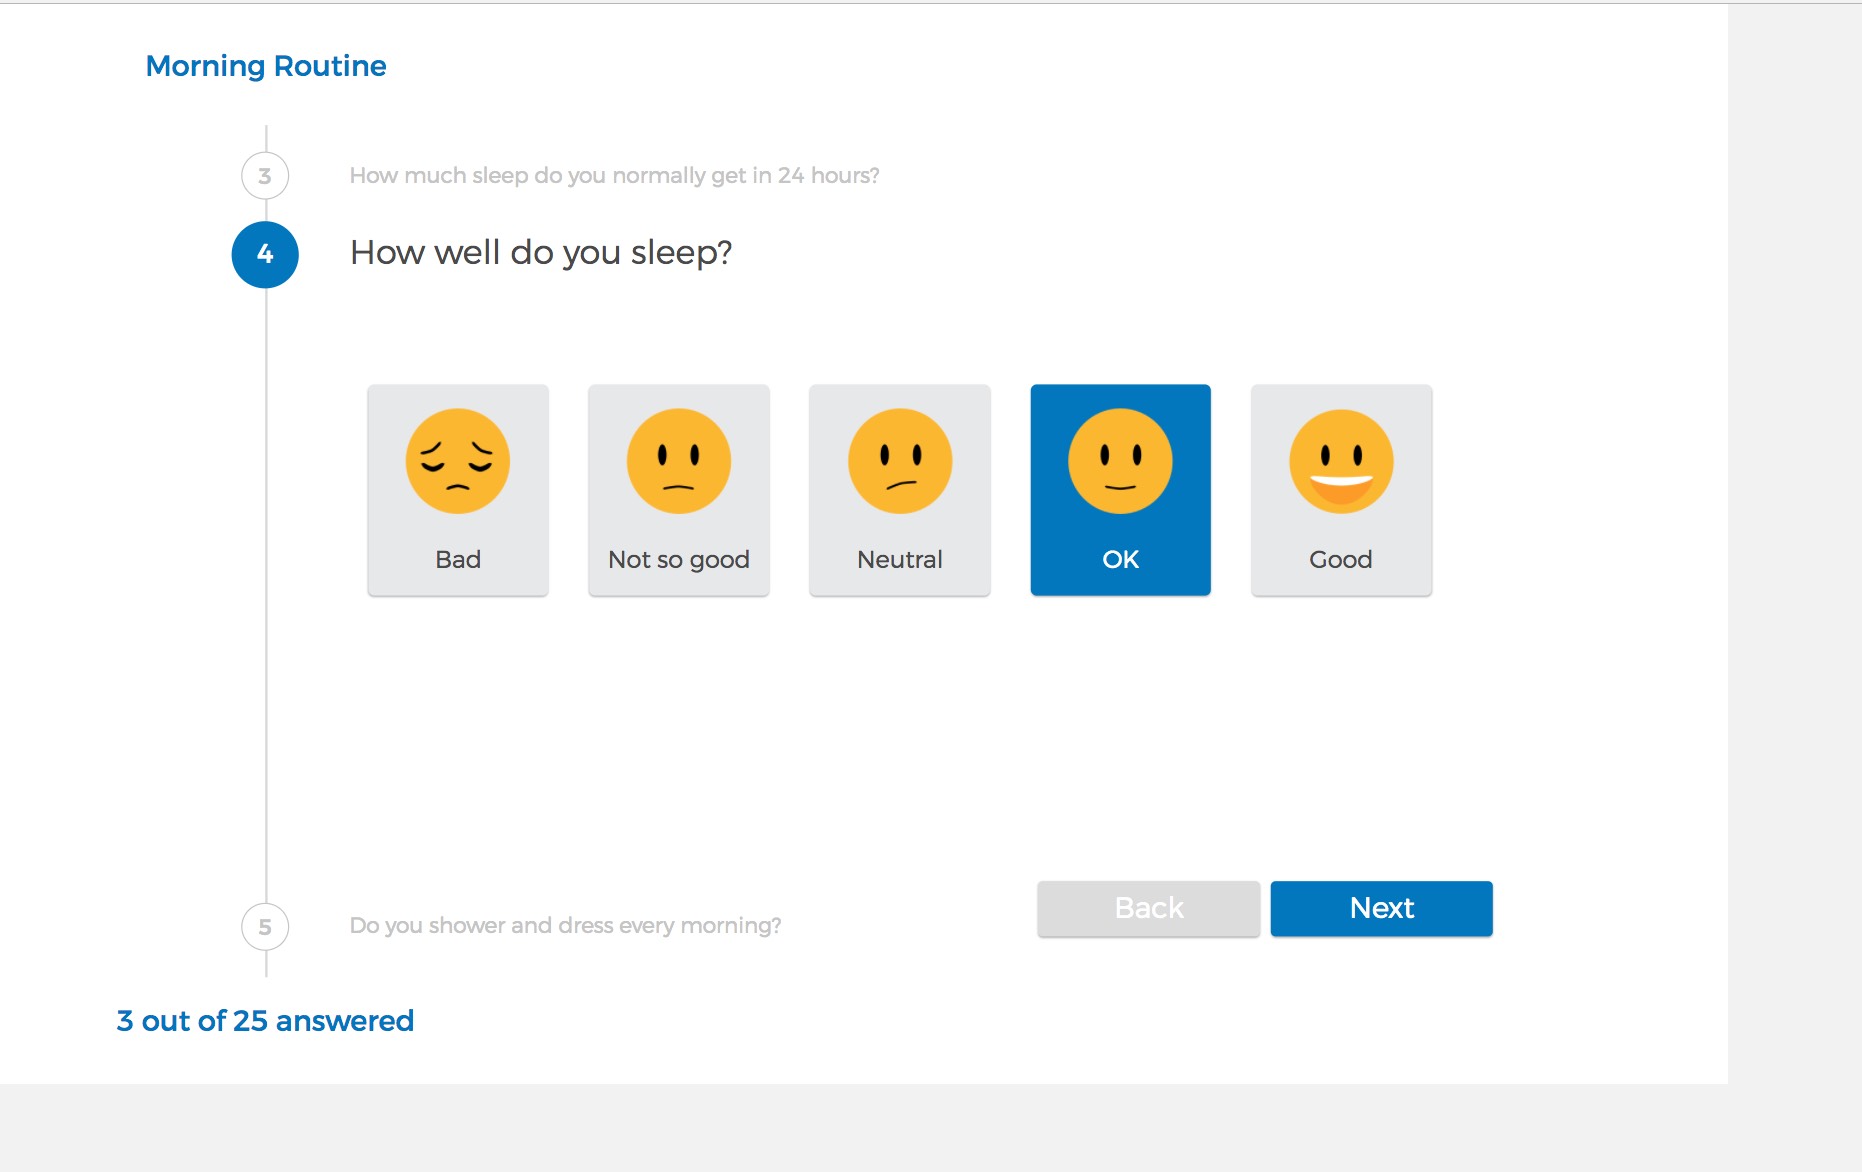 Morning Routine
3 How much sleep do you normally get in 24 hours?
4 How well do you sleep?
Bad Not so good Neutral OK Good
Back Next
5 Do you shower and dress every morning?
3 out of 25 answered